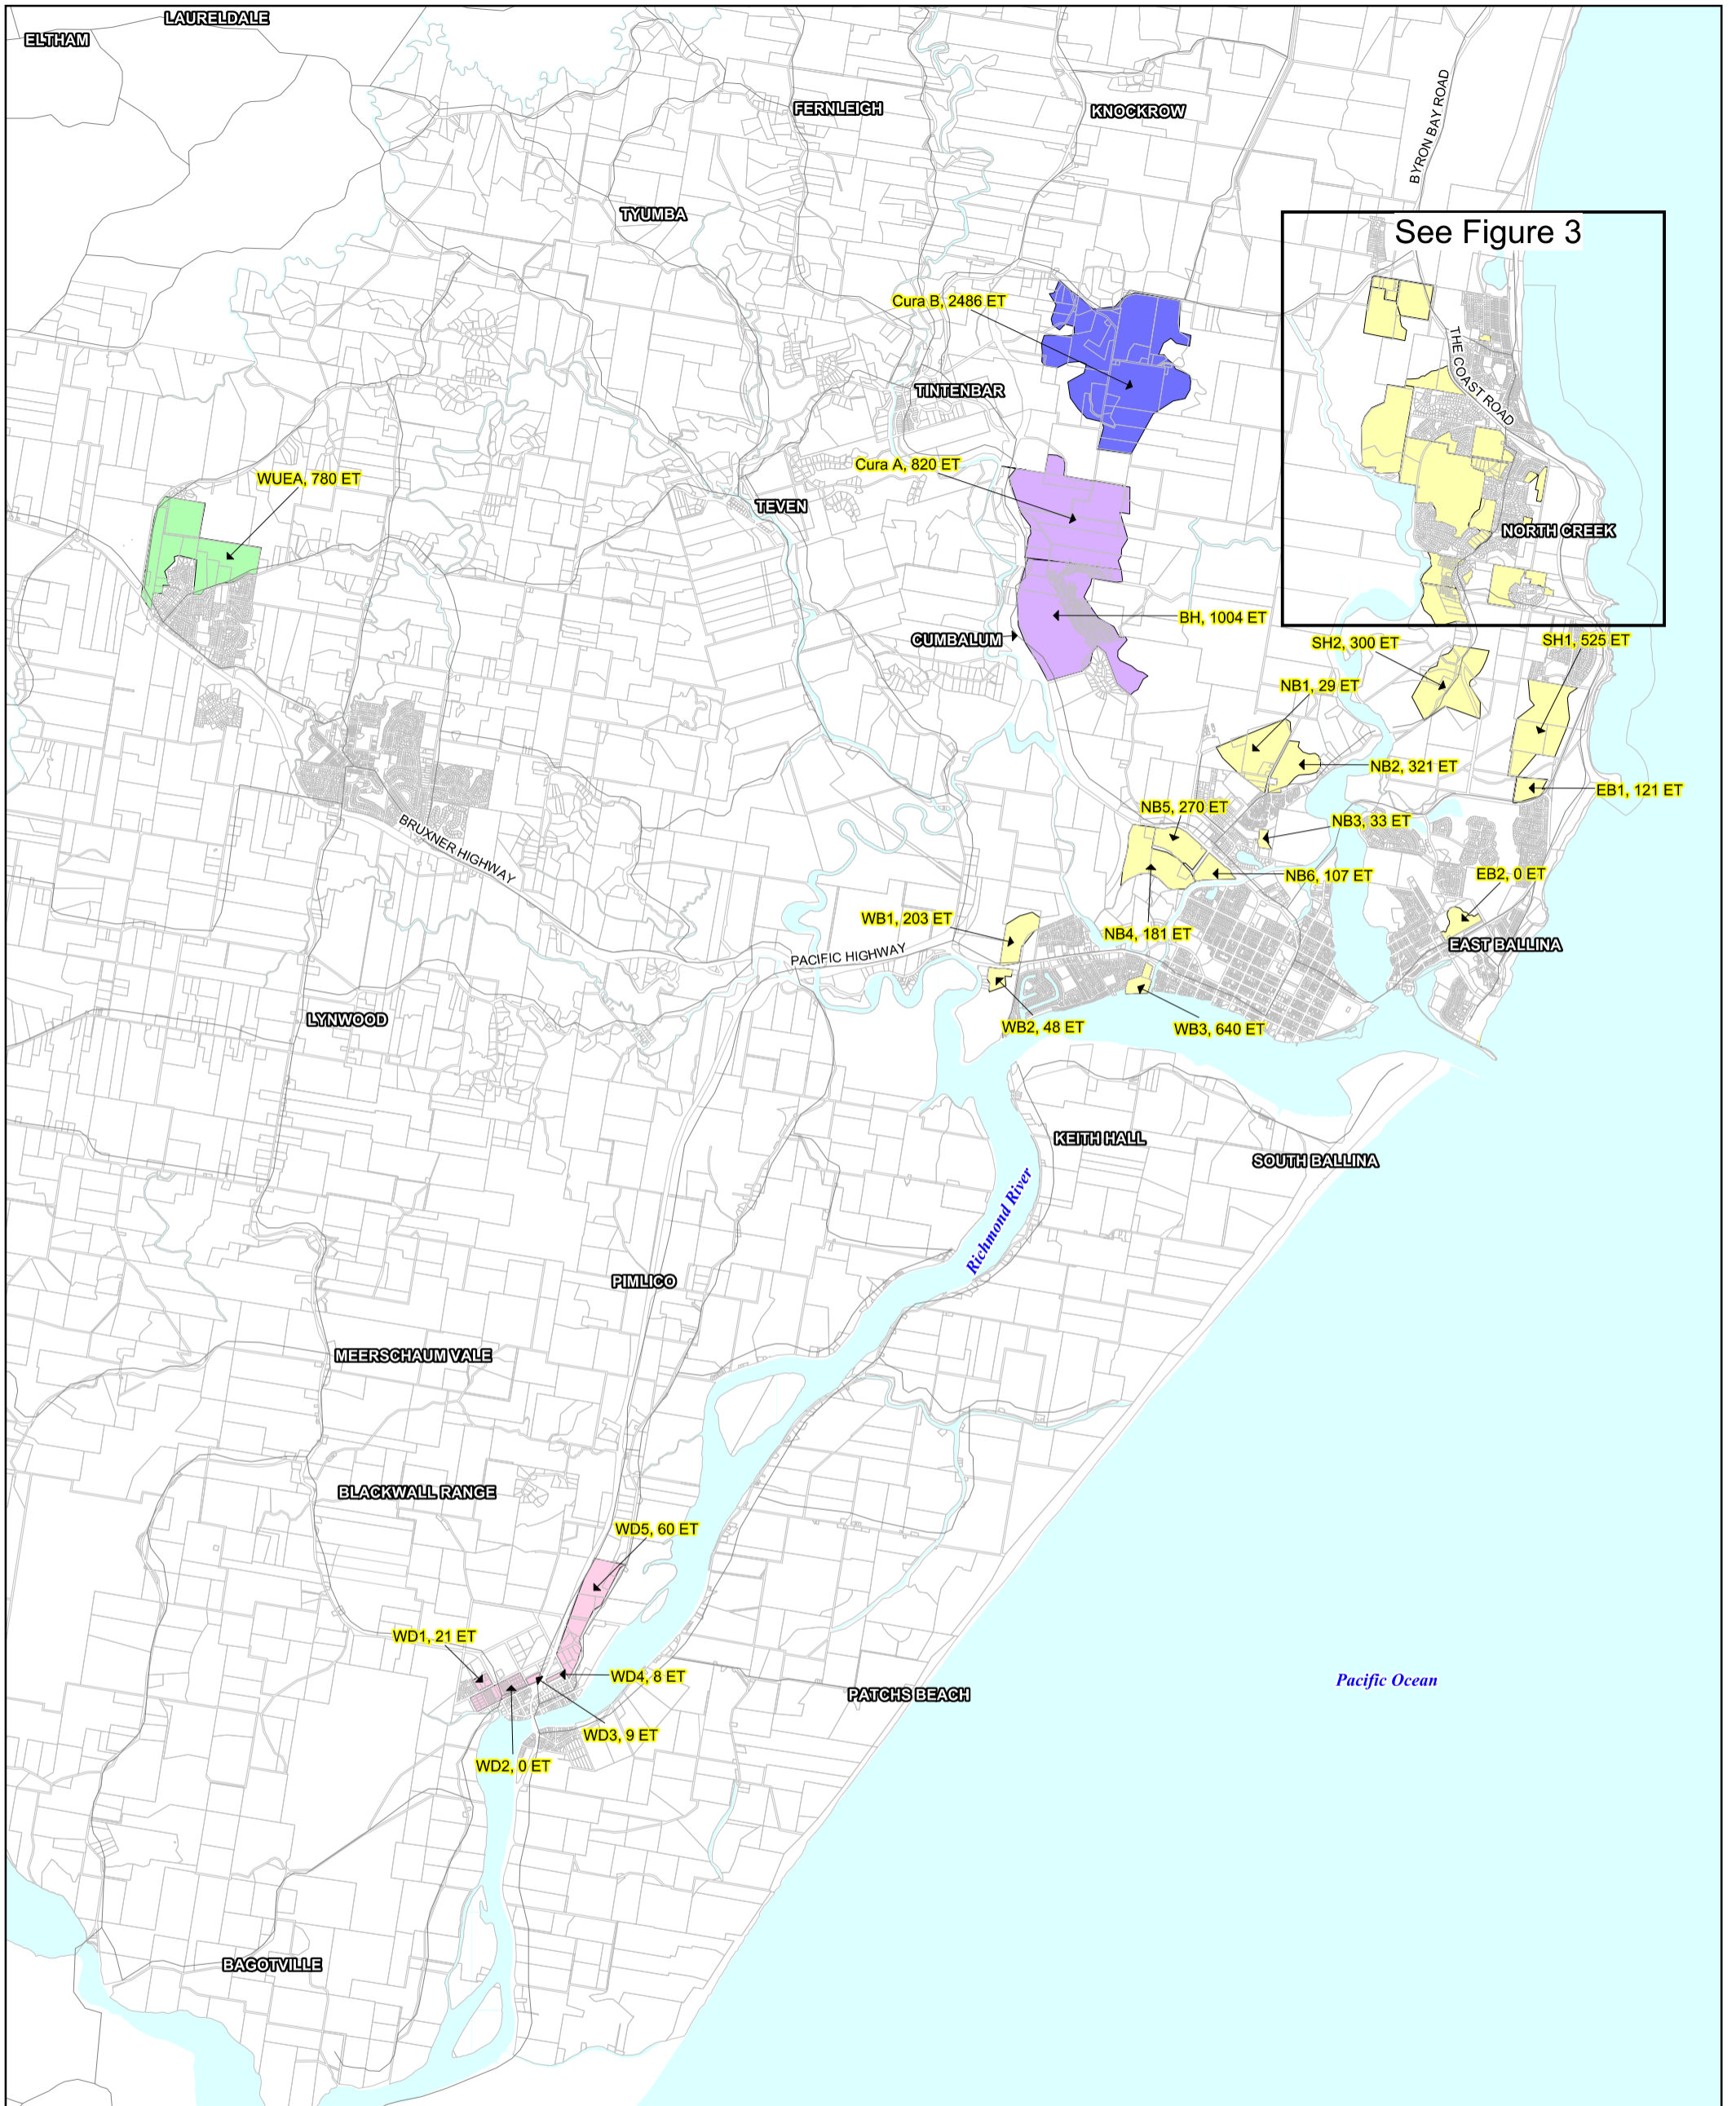 LAURELDALE
ELTHAM
FERNLEIGH
KNOCKROW
BYRON BAY ROAD
TYUMBA
See Figure 3
Cura B, 2486 ET
THE COAST ROAD
TINTENBAR
Cura A, 820 ET
WUEA, 780 ET
TEVEN
NORTH CREEK
BH, 1004 ET
CUMBALUM
SH2, 300 ET
SH1, 525 ET
NB1, 29 ET
NB2, 321 ET
EB1, 121 ET
NB5, 270 ET
NB3, 33 ET
BRUXNER HIGHWAY
NB6, 107 ET
EB2, 0 ET
WB1, 203 ET
NB4, 181 ET
EAST BALLINA
PACIFIC HIGHWAY
LYNWOOD
WB2, 48 ET
WB3, 640 ET
KEITH HALL
SOUTH BALLINA
Richmond River
PIMLICO
MEERSCHAUM VALE
BLACKWALL RANGE
WD5, 60 ET
WD1, 21 ET
WD4, 8 ET
Pacific Ocean
PATCHS BEACH
WD3, 9 ET
WD2, 0 ET
BAGOTVILLE